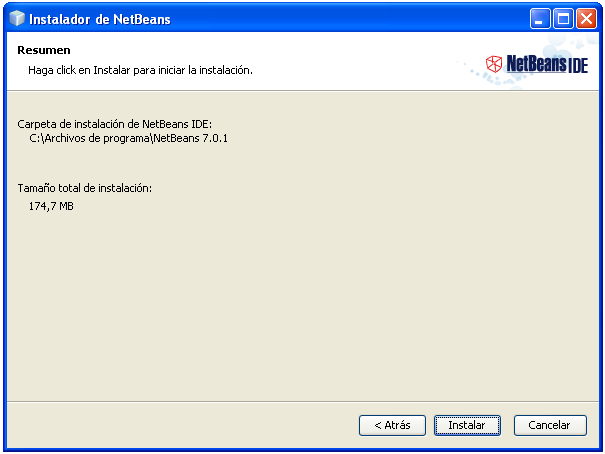 Instalador de NetBeans
Resumen
Haga click en Instalar para iniciar la instalación.
NetBeans IDE
Carpeta de instalación de NetBeans IDE:
C:\Archivos de programa\NetBeans 7.0.1
Tamaño total de instalación:
174,7 MB
< Atrás
Instalar
Cancelar